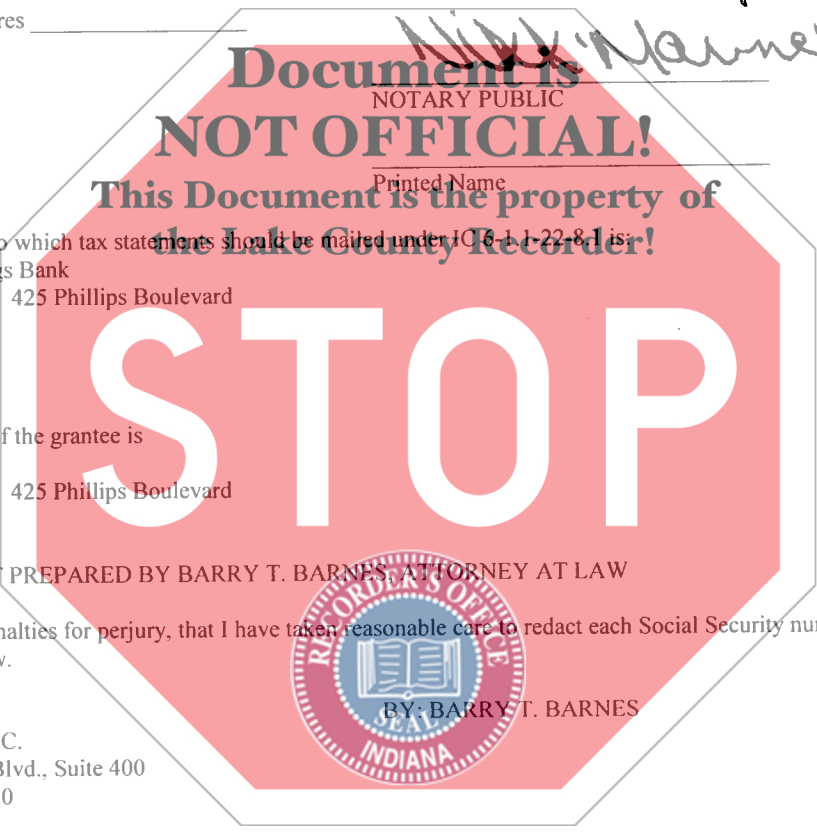 res
Document is
NOTARY PUBLIC
NOT OFFICIAL!
Printed Name
This Document is the property of
the Lake County Recorder!
o which tax statements should be mailed under IC 6-1.1-22-8.1 is:
gs Bank
425 Phillips Boulevard
STOP
f the grantee is
425 Phillips Boulevard
T PREPARED BY BARRY T. BARNES, ATTORNEY AT LAW
nalties for perjury, that I have taken reasonable care to redact each Social Security nu
w.
RECORDER'S OFFICE
SEAL
INDIANA
BY: BARRY T. BARNES
C.
Blvd., Suite 400
0